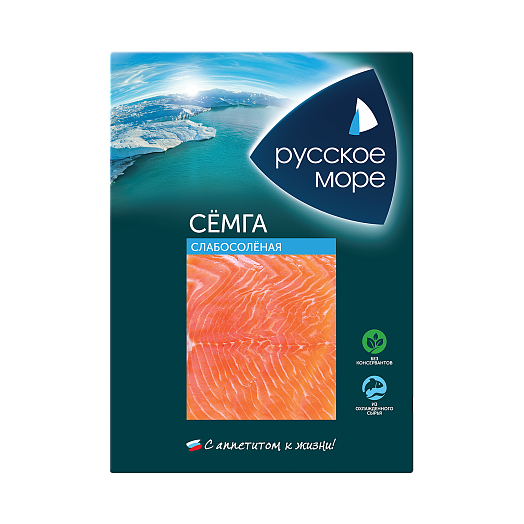 русское
море
СЁМГА
СЛАБОСОЛЁНАЯ
БЕЗ
КОНСЕРВАНТОВ
ИЗ
ОХЛАЖДЕННОГО
СЫРЬЯ
С аппетитом к жизни!